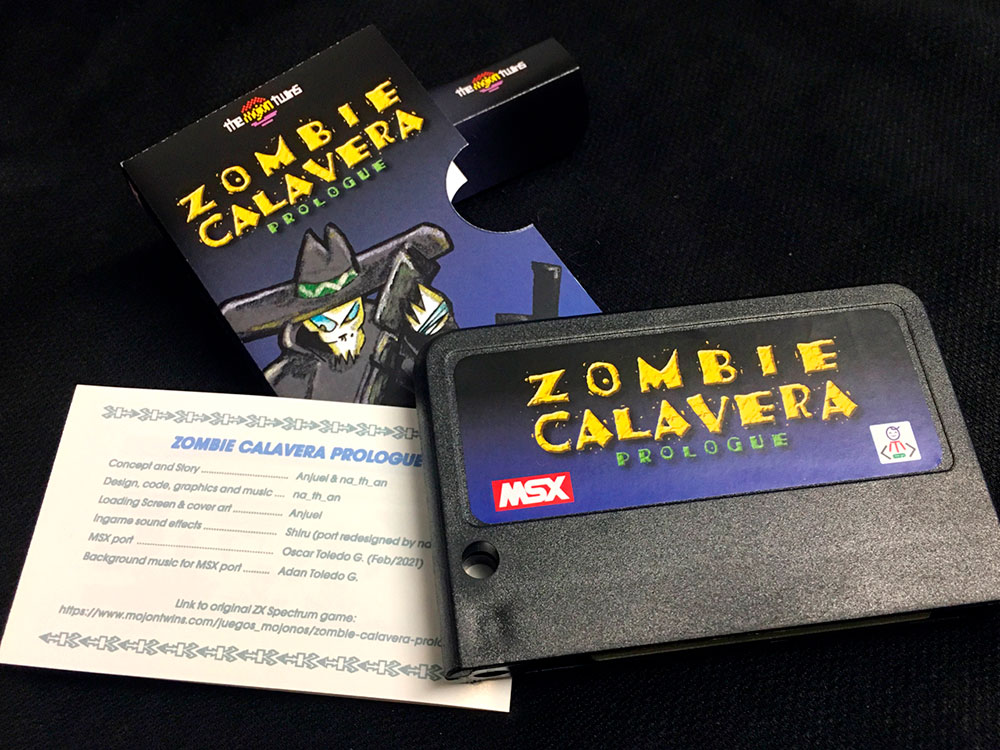 the mojon twins
ZOMBIE
CALAVERA
PROLOGUE
the mojon twins
ZOMBIE
CALAVERA
PROLOGUE
MSX
ZOMBIE CALAVERA PROLOGUE
Concept and Story .......................... Anjuel & na_th_an
Design, code, graphics and music .... na_th_an
Loading Screen & cover art ................ Anjuel
Ingame sound effects ........................ Shiru (port redesigned by na
MSX port ........................................... Oscar Toledo G. (Feb/2021)
Background music for MSX port .......... Adan Toledo G.
Link to original ZX Spectrum game:
https://www.mojontwins.com/juegos_mojonos/zombie-calavera-prolo